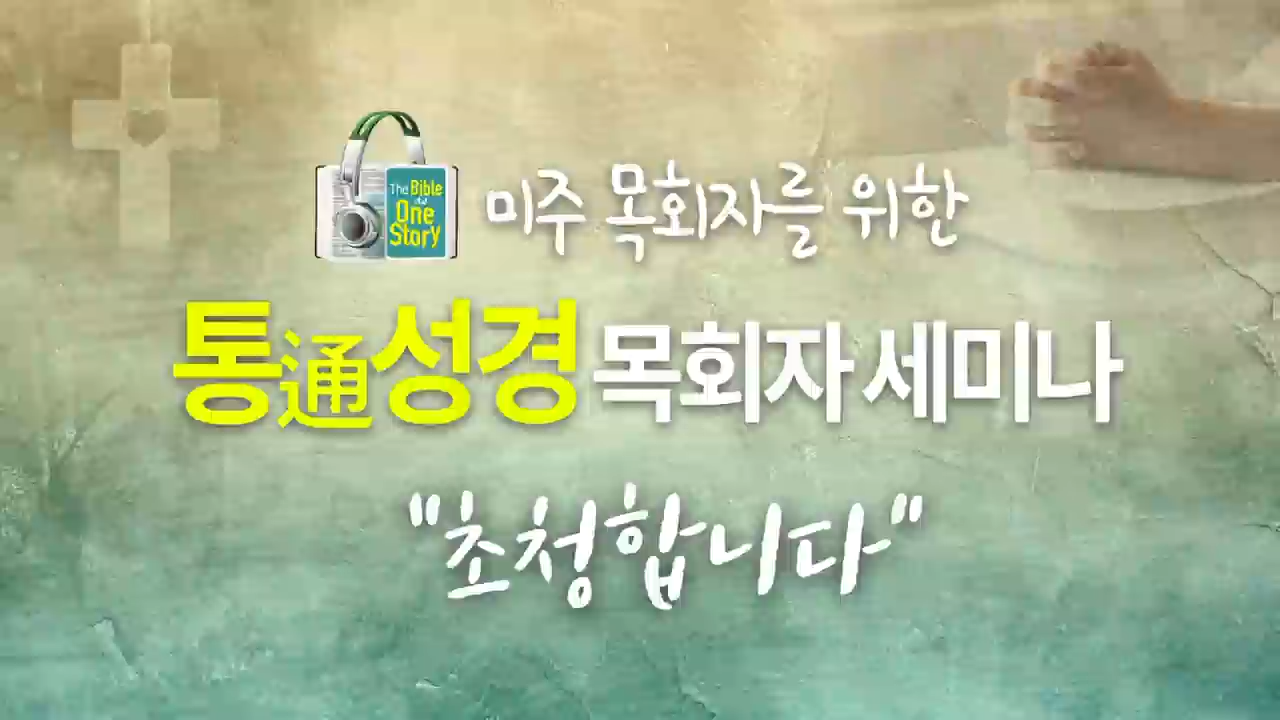 The Bible
as
One
Story
미주 목회자를 위한
통通성경 목회자 세미나
"초청합니다"